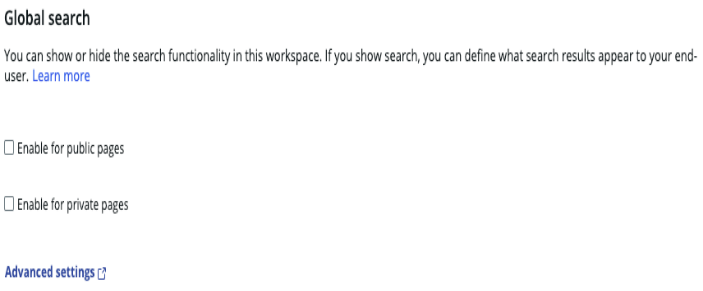 Global search
You can show or hide the search functionality in this workspace. If you show search, you can define what search results appear to your end-
user. Learn more
Enable for public pages
Enable for private pages
Advanced settings